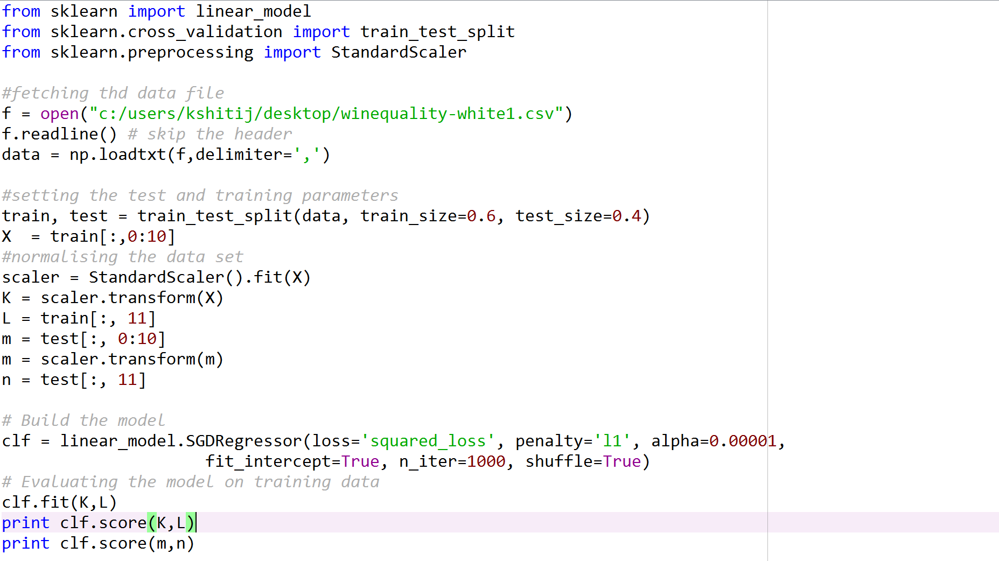 from sklearn import linear_model
from sklearn.cross_validation import train_test_split
from sklearn.preprocessing import StandardScaler
#fetching thd data file
f = open("c:/users/kshitij/desktop/winequality-white1.csv")
f.readline() # skip the header
data = np.loadtxt(f,delimiter=',')
#setting the test and training parameters
train, test = train_test_split(data, train_size=0.6, test_size=0.4)
X  = train[:,0:10]
#normalising the data set
scaler = StandardScaler().fit(X)
K = scaler.transform(X)
L = train[:, 11]
m = test[:, 0:10]
m = scaler.transform(m)
n = test[:, 11]
# Build the model
clf = linear_model.SGDRegressor(loss='squared_loss', penalty='l1', alpha=0.00001,
                     fit_intercept=True, n_iter=1000, shuffle=True)
# Evaluating the model on training data
clf.fit(K,L)
print clf.score(K,L)
print clf.score(m,n)